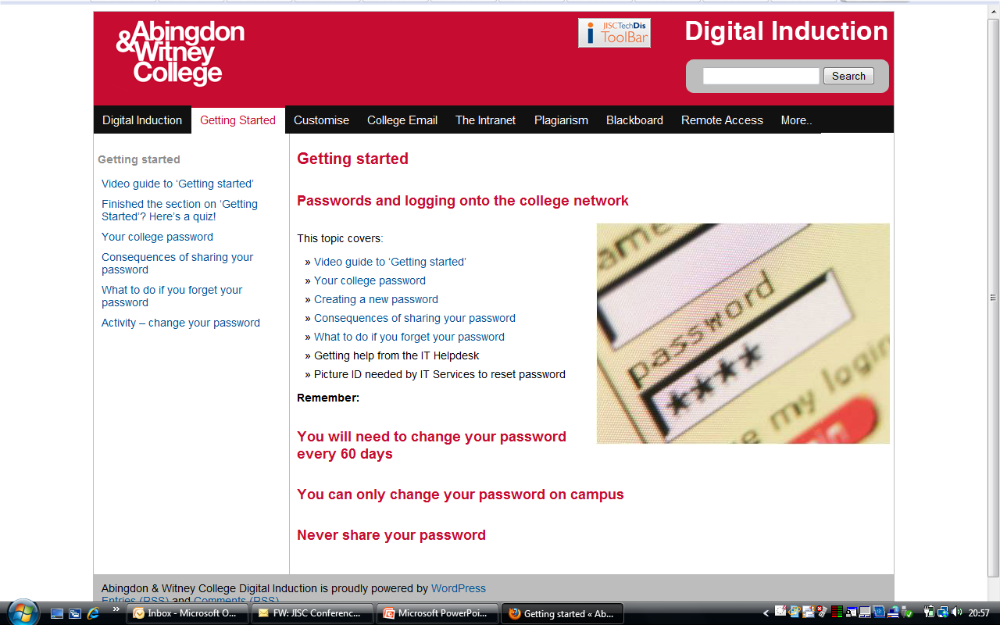 Abingdon
&Witney
College
JISCTechDis
ToolBar
Digital Induction
Search
Digital Induction
Getting Started
Customise
College Email
The Intranet
Plagiarism
Blackboard
Remote Access
More..
Getting started
Video guide to ‘Getting started’
Finished the section on ‘Getting
Started’? Here’s a quiz!
Your college password
Consequences of sharing your
password
What to do if you forget your
password
Activity – change your password
Getting started
Passwords and logging onto the college network
This topic covers:
» Video guide to ‘Getting started’
» Your college password
» Creating a new password
» Consequences of sharing your password
» What to do if you forget your password
» Getting help from the IT Helpdesk
» Picture ID needed by IT Services to reset password
Remember:
You will need to change your password
every 60 days
You can only change your password on campus
Never share your password
ame
password
****
my login
Abingdon & Witney College Digital Induction is proudly powered by WordPress
Entries (RSS) and Comments (RSS)
Inbox - Microsoft O...
FW: JISC Conferenc...
Microsoft PowerPoi...
Getting started « Ab...
20:57